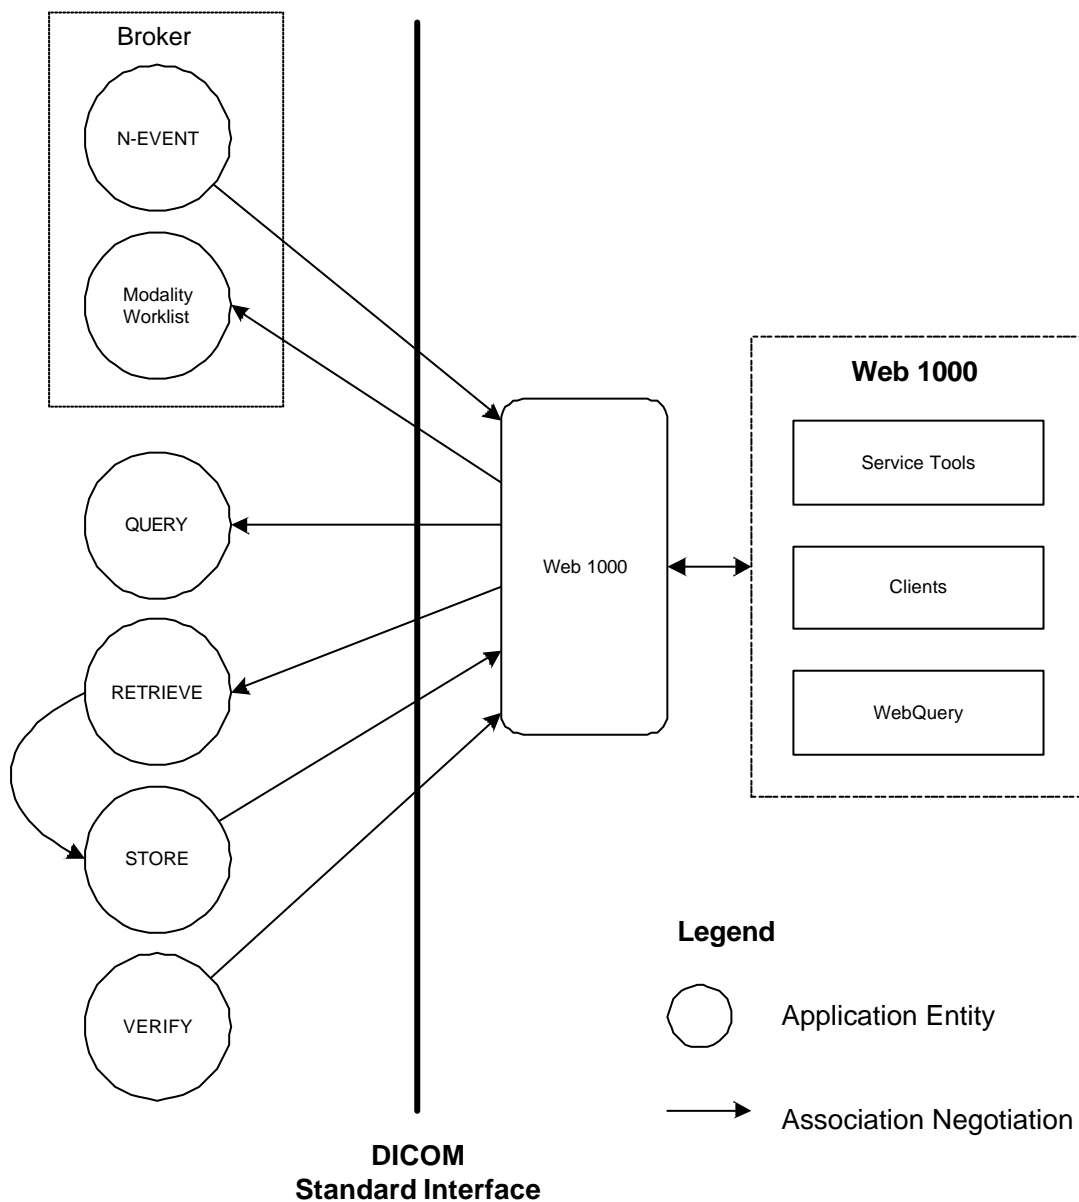 Broker
N-EVENT
Modality
Worklist
QUERY
RETRIEVE
STORE
VERIFY
Web 1000
Web 1000
Service Tools
Clients
WebQuery
Legend
Application Entity
Association Negotiation
DICOM
Standard Interface